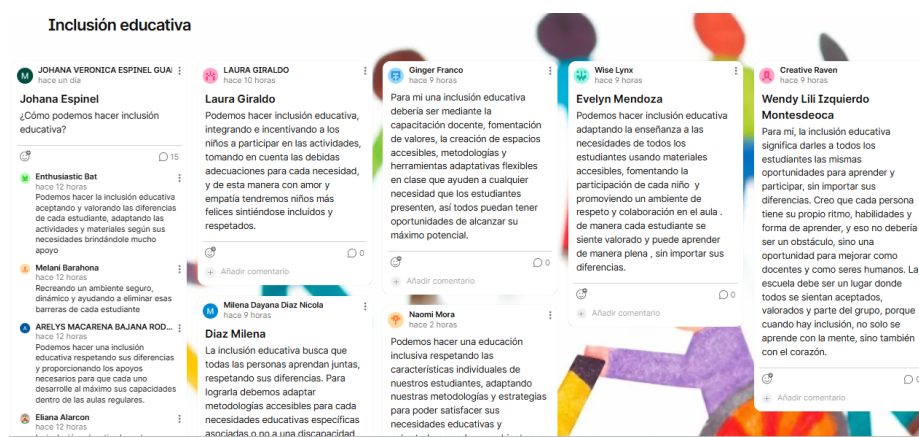 Inclusión educativa
JOHANA VERONICA ESPINEL GUAI
hace un día
Johana Espinel
¿Cómo podemos hacer inclusión
educativa?
15
Enthusiastic Bat
hace 12 horas
Podemos hacer la inclusión educativa
aceptando y valorando las diferencias
de cada estudiante, adaptando las
actividades y materiales según sus
necesidades brindándole mucho
apoyo
Melani Barahona
hace 12 horas
Recreando un ambiente seguro,
dinámico y ayudando a eliminar esas
barreras de cada estudiante
ARELYS MACARENA BAJANA ROD...
hace 12 horas
Podemos hacer una inclusión
educativa respetando sus diferencias
y proporcionando los apoyos
necesarios para que cada uno
desarrolle al máximo sus capacidades
dentro de las aulas regulares.
Eliana Alarcon
hace 12 horas
LAURA GIRALDO
hace 10 horas
Laura Giraldo
Podemos hacer inclusión educativa,
integrando e incentivando a los
niños a participar en las actividades,
tomando en cuenta las debidas
adecuaciones para cada necesidad,
y de esta manera con amor y
empatía tendremos niños más
felices sintiéndose incluidos y
respetados.
0
Añadir comentario
Milena Dayana Diaz Nicola
hace 9 horas
Diaz Milena
La inclusión educativa busca que
todas las personas aprendan juntas,
respetando sus diferencias. Para
lograrla debemos adaptar
metodologías accesibles para cada
necesidades educativas específicas
asociadas o no a una discapacidad
Ginger Franco
hace 9 horas
Para mi una inclusión educativa
debería ser mediante la
capacitación docente, fomentación
de valores, la creación de espacios
accesibles, metodologías y
herramientas adaptativas flexibles
en clase que ayuden a cualquier
necesidad que los estudiantes
presenten, así todos puedan tener
oportunidades de alcanzar su
máximo potencial.
0
Añadir comentario
Naomi Mora
hace 2 horas
Podemos hacer una educación
inclusiva respetando las
características individuales de
nuestros estudiantes, adaptando
nuestras metodologías y estrategias
para poder satisfacer sus
necesidades educativas y
Wise Lynx
hace 9 horas
Evelyn Mendoza
Podemos hacer inclusión educativa
adaptando la enseñanza a las
necesidades de todos los
estudiantes usando materiales
accesibles, fomentando la
participación de cada niño y
promoviendo un ambiente de
respeto y colaboración en el aula .
de manera cada estudiante se
siente valorado y puede aprender
de manera plena , sin importar sus
diferencias.
0
Añadir comentario
Creative Raven
hace 9 horas
Wendy Lili Izquierdo
Montesdeoca
Para mí, la inclusión educativa
significa darles a todos los
estudiantes las mismas
oportunidades para aprender y
participar, sin importar sus
diferencias. Creo que cada persona
tiene su propio ritmo, habilidades y
forma de aprender, y eso no debería
ser un obstáculo, sino una
oportunidad para mejorar como
docentes y como seres humanos. La
escuela debe ser un lugar donde
todos se sientan aceptados,
valorados y parte del grupo, porque
cuando hay inclusión, no solo se
aprende con la mente, sino también
con el corazón.
Añadir comentario